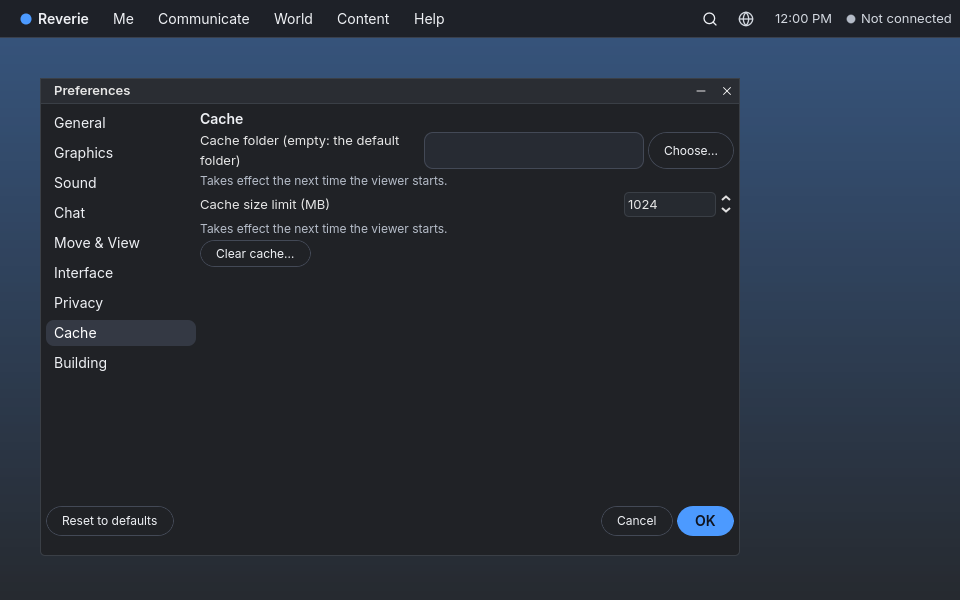 Reverie Me Communicate World Content Help 12:00 PM Not connected
Preferences
General
Graphics
Sound
Chat
Move & View
Interface
Privacy
Cache
Building
Cache
Cache folder (empty: the default
folder)
Choose...
Takes effect the next time the viewer starts.
Cache size limit (MB) 1024
Takes effect the next time the viewer starts.
Clear cache...
Reset to defaults Cancel OK